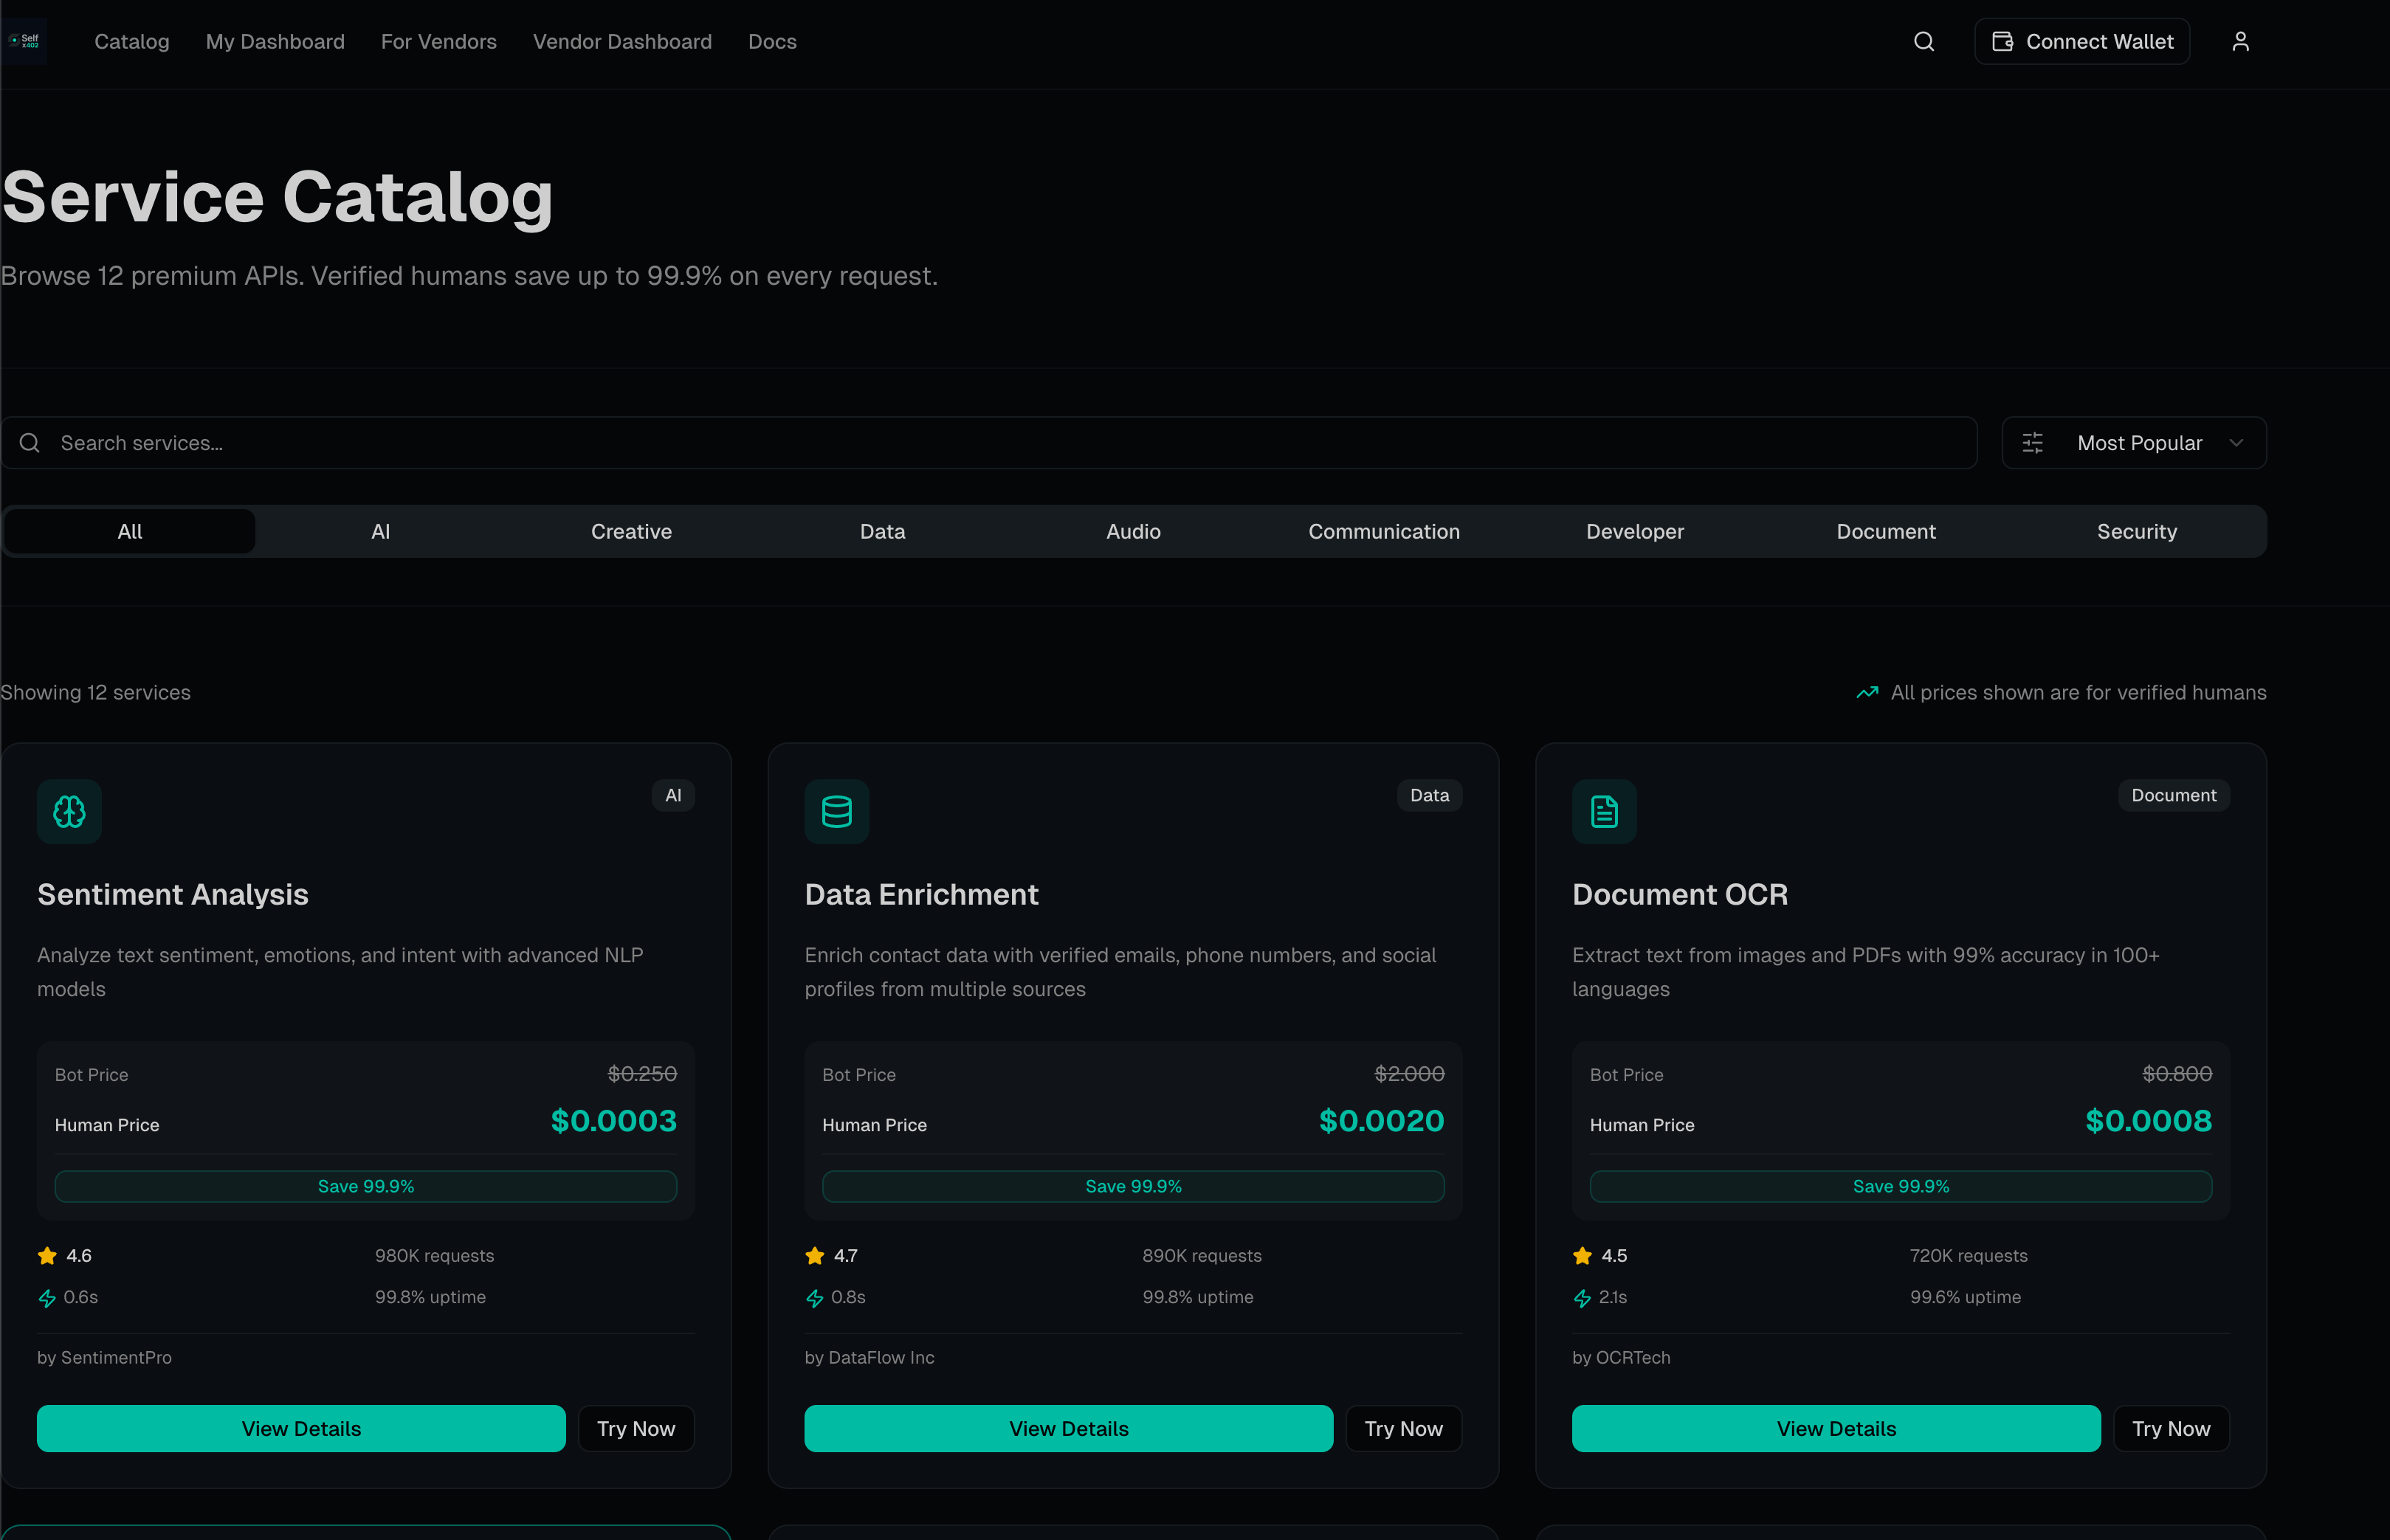 Self
x402
Catalog
My Dashboard
For Vendors
Vendor Dashboard
Docs
Connect Wallet
Service Catalog
Browse 12 premium APIs. Verified humans save up to 99.9% on every request.
Search services...
Most Popular
All
AI
Creative
Data
Audio
Communication
Developer
Document
Security
Showing 12 services
All prices shown are for verified humans
AI
Sentiment Analysis
Analyze text sentiment, emotions, and intent with advanced NLP
models
Bot Price
$0.250
Human Price
$0.0003
Save 99.9%
4.6
980K requests
0.6s
99.8% uptime
by SentimentPro
View Details
Try Now
Data
Data Enrichment
Enrich contact data with verified emails, phone numbers, and social
profiles from multiple sources
Bot Price
$2.000
Human Price
$0.0020
Save 99.9%
4.7
890K requests
0.8s
99.8% uptime
by DataFlow Inc
View Details
Try Now
Document
Document OCR
Extract text from images and PDFs with 99% accuracy in 100+
languages
Bot Price
$0.800
Human Price
$0.0008
Save 99.9%
4.5
720K requests
2.1s
99.6% uptime
by OCRTech
View Details
Try Now